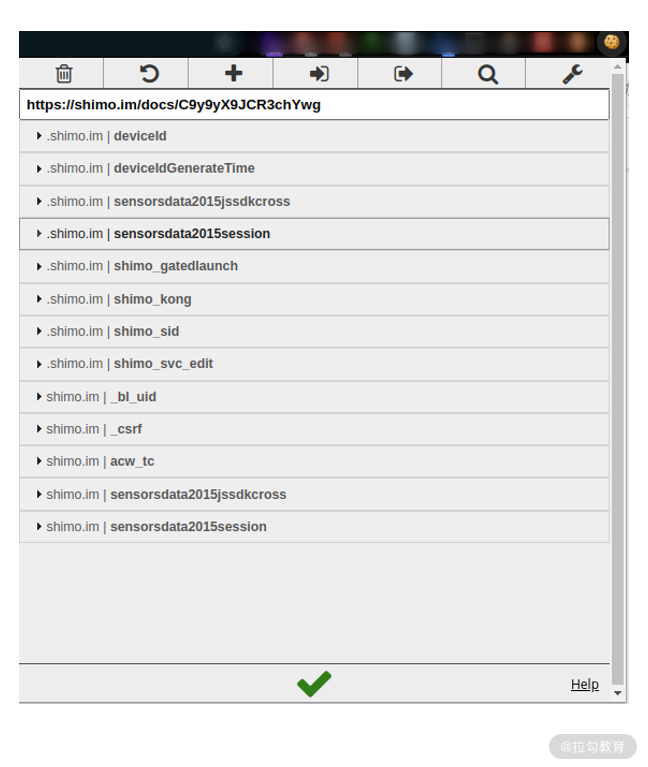 https://shimo.im/docs/C9y9yX9JCR3chYwg
.shimo.im | deviceId
.shimo.im | deviceIdGenerateTime
.shimo.im | sensorsdata2015jssdkcross
.shimo.im | sensorsdata2015session
.shimo.im | shimo_gatedlaunch
.shimo.im | shimo_kong
.shimo.im | shimo_sid
.shimo.im | shimo_svc_edit
shimo.im | _bl_uid
shimo.im | _csrf
shimo.im | acw_tc
shimo.im | sensorsdata2015jssdkcross
shimo.im | sensorsdata2015session
Help
@拉勾教育